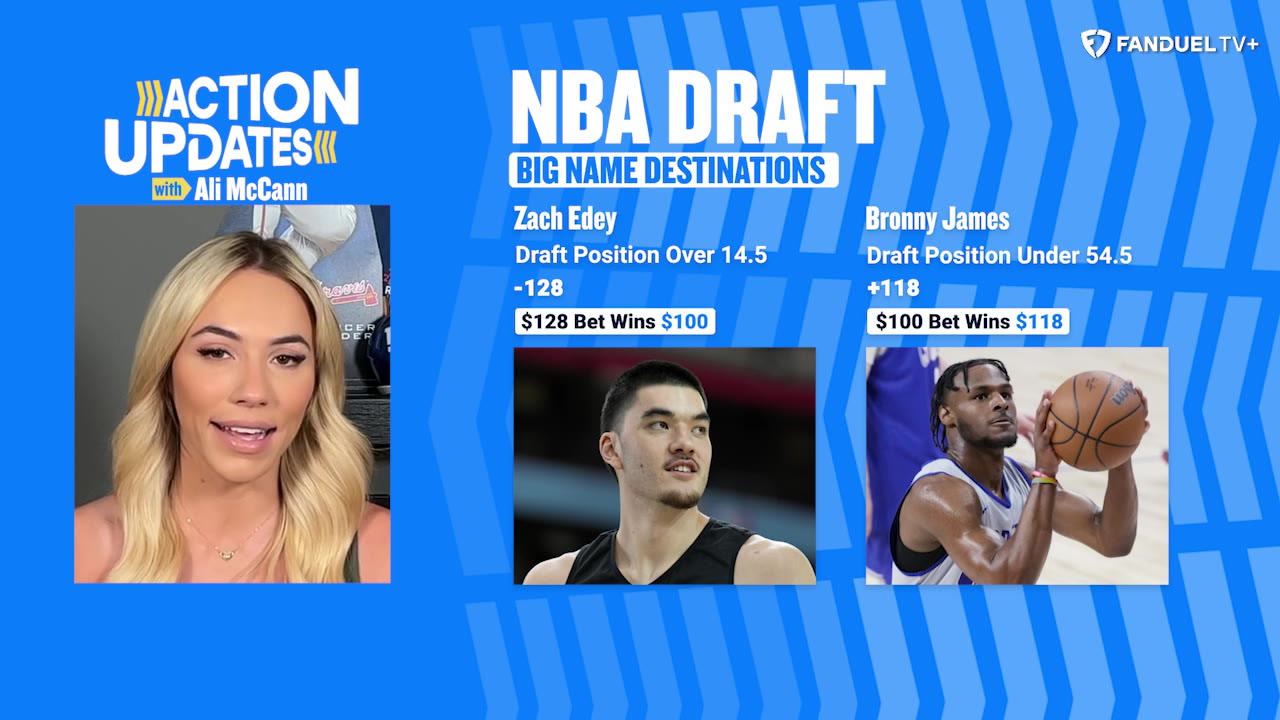 FANDUEL TV+
ACTION
UPDATES
with Ali McCann
NBA DRAFT
BIG NAME DESTINATIONS
Zach Edey
Draft Position Over 14.5
-128
$128 Bet Wins $100
Bronny James
Draft Position Under 54.5
+118
$100 Bet Wins $118